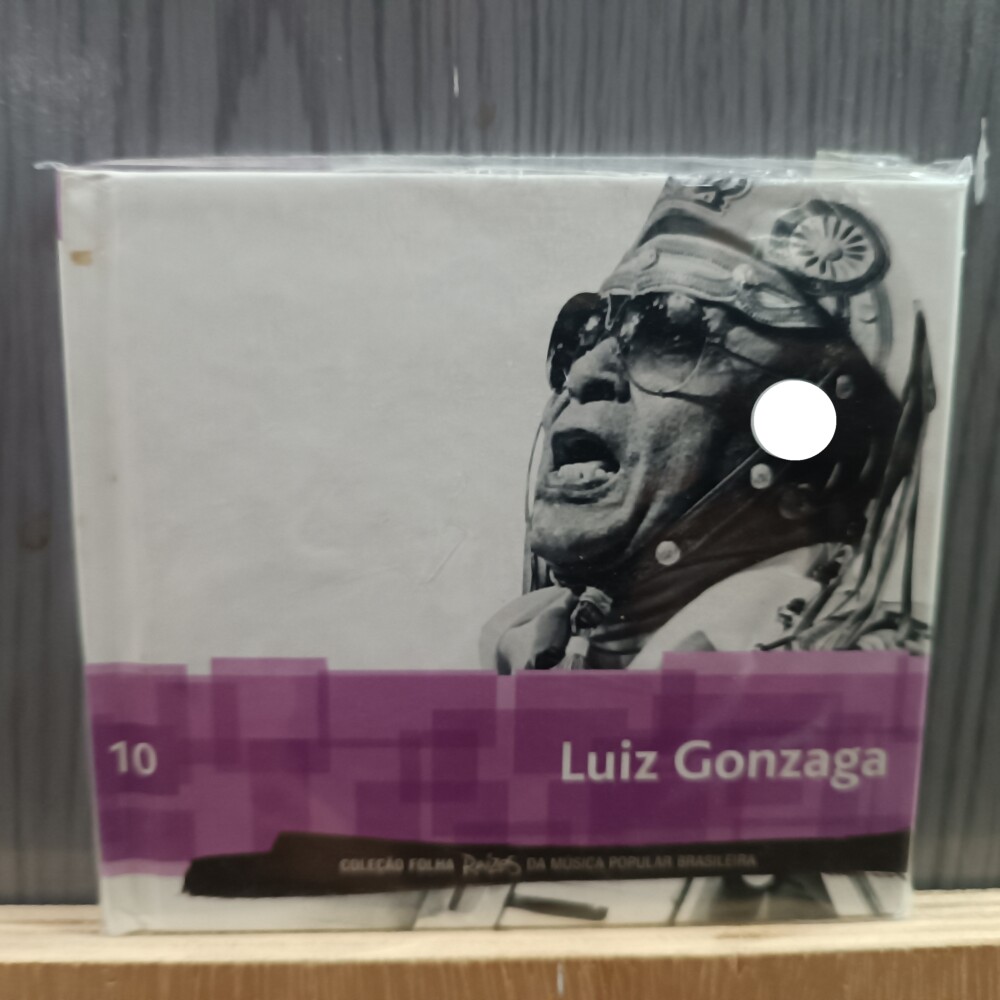 10
Luiz Gonzaga
COLEÇÃO FOLHA Raízes DA MÚSICA POPULAR BRASILEIRA